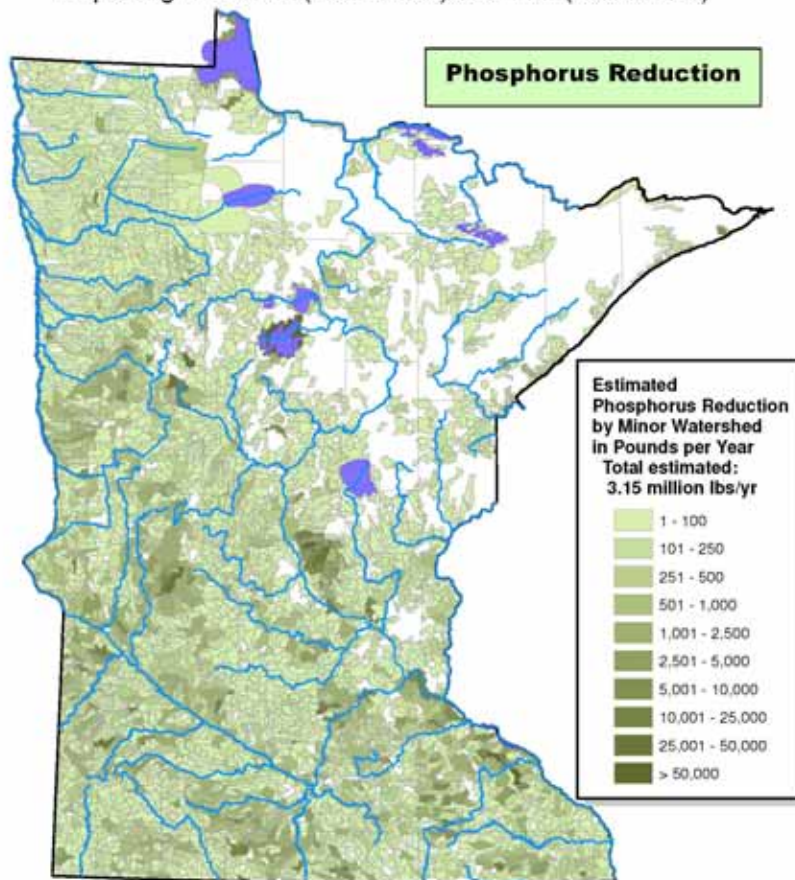 Phosphorus Reduction
Estimated
Phosphorus Reduction
by Minor Watershed
in Pounds per Year
Total estimated:
3.15 million lbs/yr
1 - 100
101 - 250
251 - 500
501 - 1,000
1,001 - 2,500
2,501 - 5,000
5,001 - 10,000
10,001 - 25,000
25,001 - 50,000
> 50,000